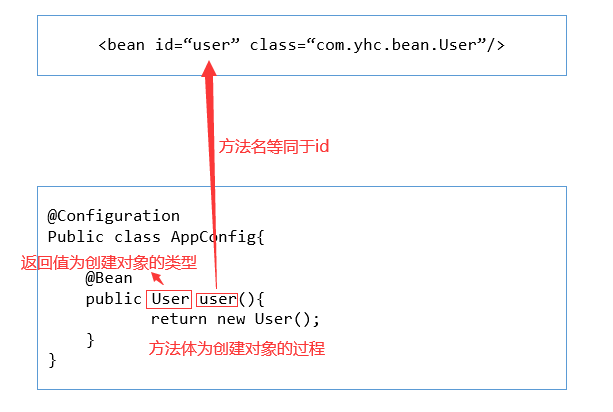 <bean id=“user” class=“com.yhc.bean.User”/>
方法名等同于id
@Configuration
Public class AppConfig{
返回值为创建对象的类型
@Bean
public User user(){
return new User();
}
方法体为创建对象的过程
}